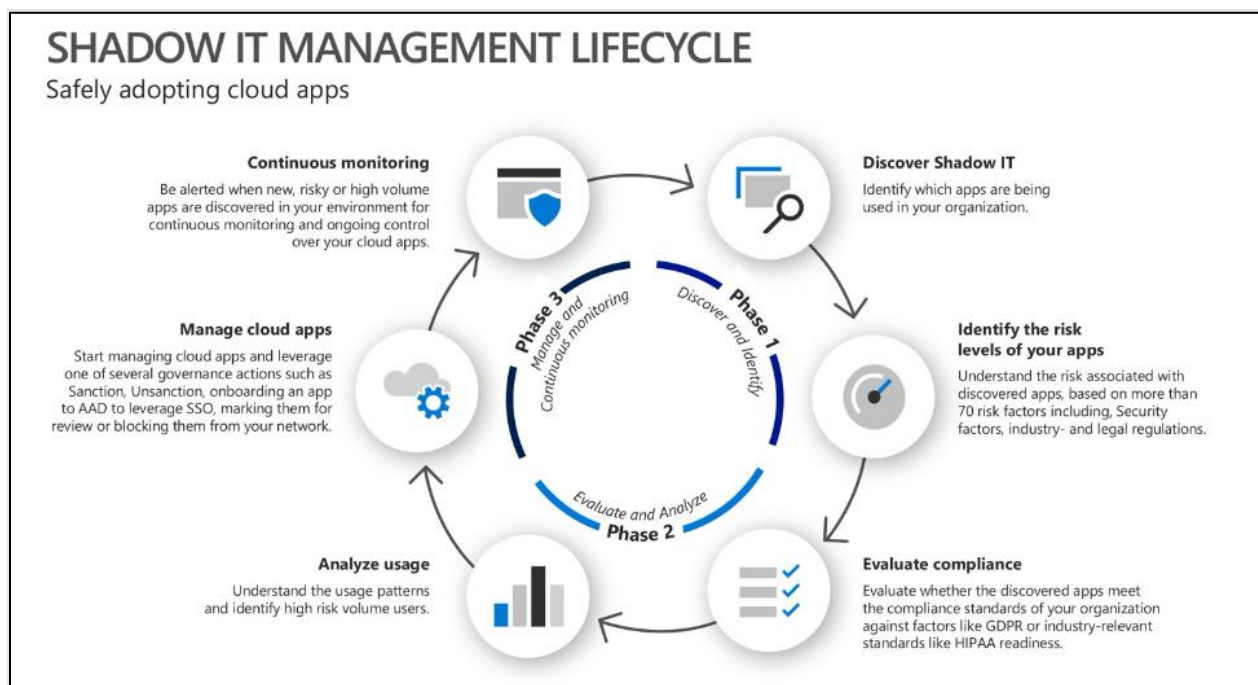 SHADOW IT MANAGEMENT LIFECYCLE
Safely adopting cloud apps
Continuous monitoring
Be alerted when new, risky or high volume
apps are discovered in your environment for
continuous monitoring and ongoing control
over your cloud apps.
Discover Shadow IT
Identify which apps are being
used in your organization.
Phase 3
Manage and
Continuous monitoring
Phase 1
Discover and Identify
Manage cloud apps
Start managing cloud apps and leverage
one of several governance actions such as
Sanction, Unsanction, onboarding an app
to AAD to leverage SSO, marking them for
review or blocking them from your network.
Identify the risk
levels of your apps
Understand the risk associated with
discovered apps, based on more than
70 risk factors including, Security
factors, industry- and legal regulations.
Evaluate and Analyze
Phase 2
Analyze usage
Understand the usage patterns
and identify high risk volume users.
Evaluate compliance
Evaluate whether the discovered apps meet
the compliance standards of your organization
against factors like GDPR or industry-relevant
standards like HIPAA readiness.